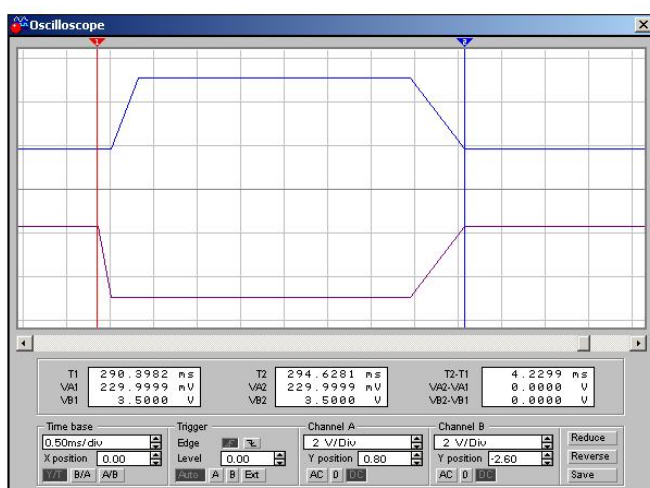 Oscilloscope
1 2
T1 290.3982 ms T2 294.6281 ms T2-T1 4.2299 ms
VA1 229.9999 mV VA2 229.9999 mV VA2-VA1 0.0000 V
VB1 3.5000 V VB2 3.5000 V VB2-VB1 0.0000 V
Time base Trigger Channel A Channel B
0.50ms/div Edge 2 V/Div 2 V/Div Reduce
X position 0.00 Level 0.00 Y position 0.80 Y position -2.60 Reverse
Y/T B/A A/B Auto A B Ext AC 0 DC AC 0 DC Save